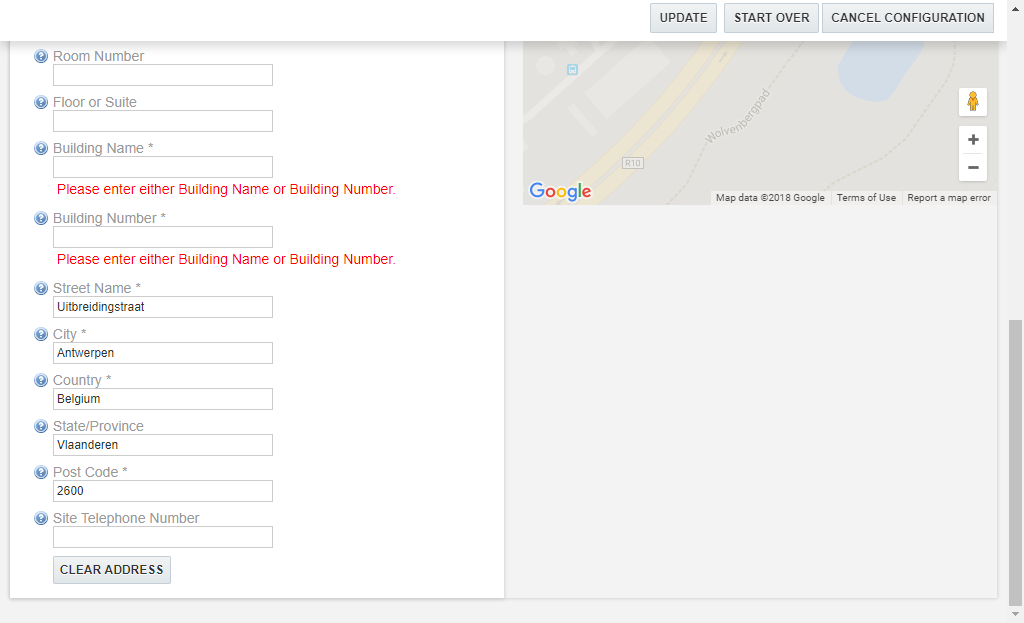 UPDATE
START OVER
CANCEL CONFIGURATION
Room Number
Floor or Suite
Building Name *
Please enter either Building Name or Building Number.
Building Number *
Please enter either Building Name or Building Number.
Street Name *
Uitbreidingstraat
City *
Antwerpen
Country *
Belgium
State/Province
Vlaanderen
Post Code *
2600
Site Telephone Number
CLEAR ADDRESS
Wolvenbergpad
R10
Google
Map data ©2018 Google
Terms of Use
Report a map error